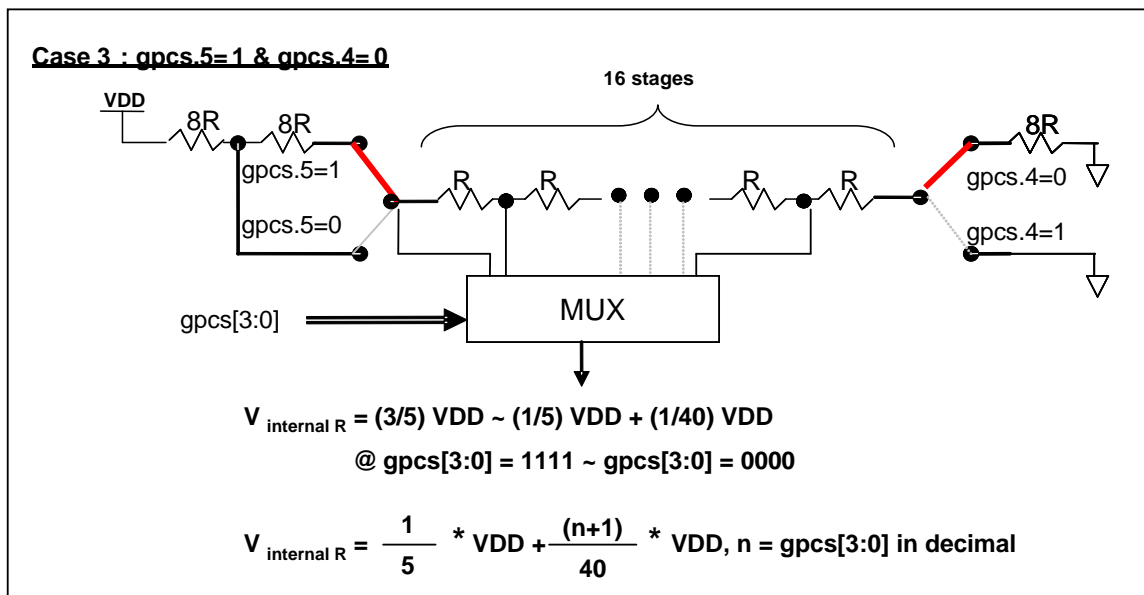 Case 3 : gpcs.5=1 & gpcs.4=0
16 stages
VDD
8R 8R 8R
gpcs.5=1 R R R R gpcs.4=0
gpcs.5=0 gpcs.4=1
gpcs[3:0] MUX
V internal R = (3/5) VDD ~ (1/5) VDD + (1/40) VDD
@ gpcs[3:0] = 1111 ~ gpcs[3:0] = 0000
V internal R = 1/5 * VDD + (n+1)/40 * VDD, n = gpcs[3:0] in decimal